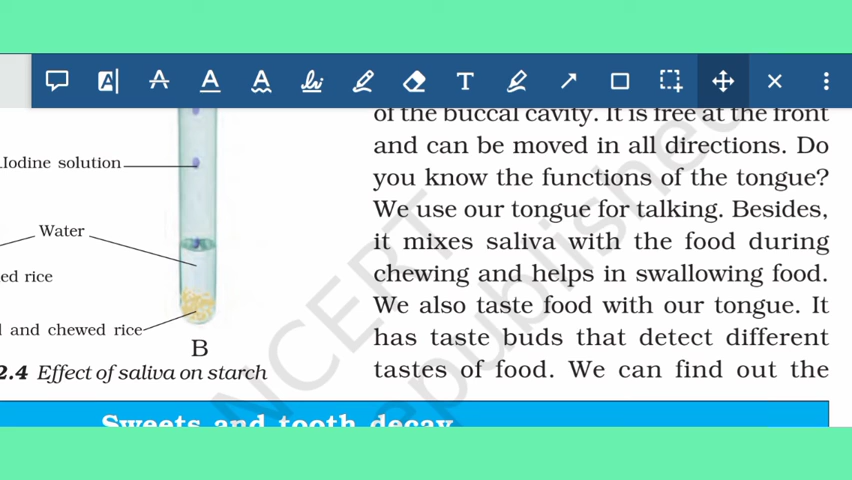 of the buccal cavity. It is free at the front
and can be moved in all directions. Do
you know the functions of the tongue?
We use our tongue for talking. Besides,
it mixes saliva with the food during
chewing and helps in swallowing food.
We also taste food with our tongue. It
has taste buds that detect different
tastes of food. We can find out the
Iodine solution
Water
ed rice
d and chewed rice
B
2.4 Effect of saliva on starch
Sweets and tooth decay
NCERT
republished
A
A
A
A
T